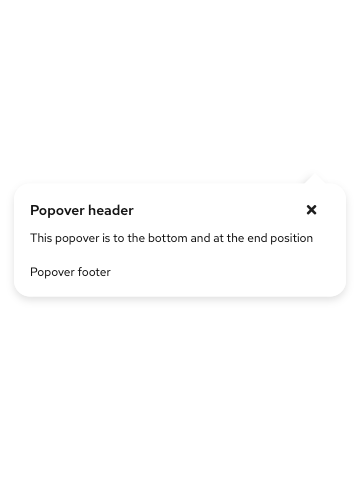 Popover header
This popover is to the bottom and at the end position
Popover footer